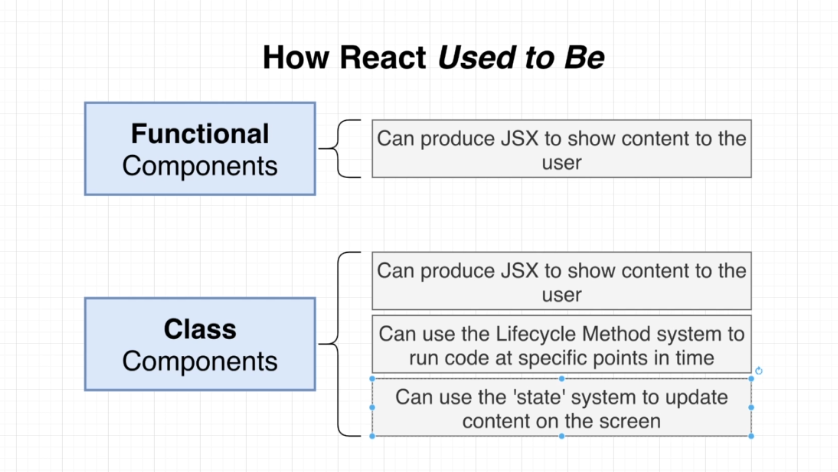 How React Used to Be
Functional
Components
Can produce JSX to show content to the
user
Class
Components
Can produce JSX to show content to the
user
Can use the Lifecycle Method system to
run code at specific points in time
Can use the 'state' system to update
content on the screen